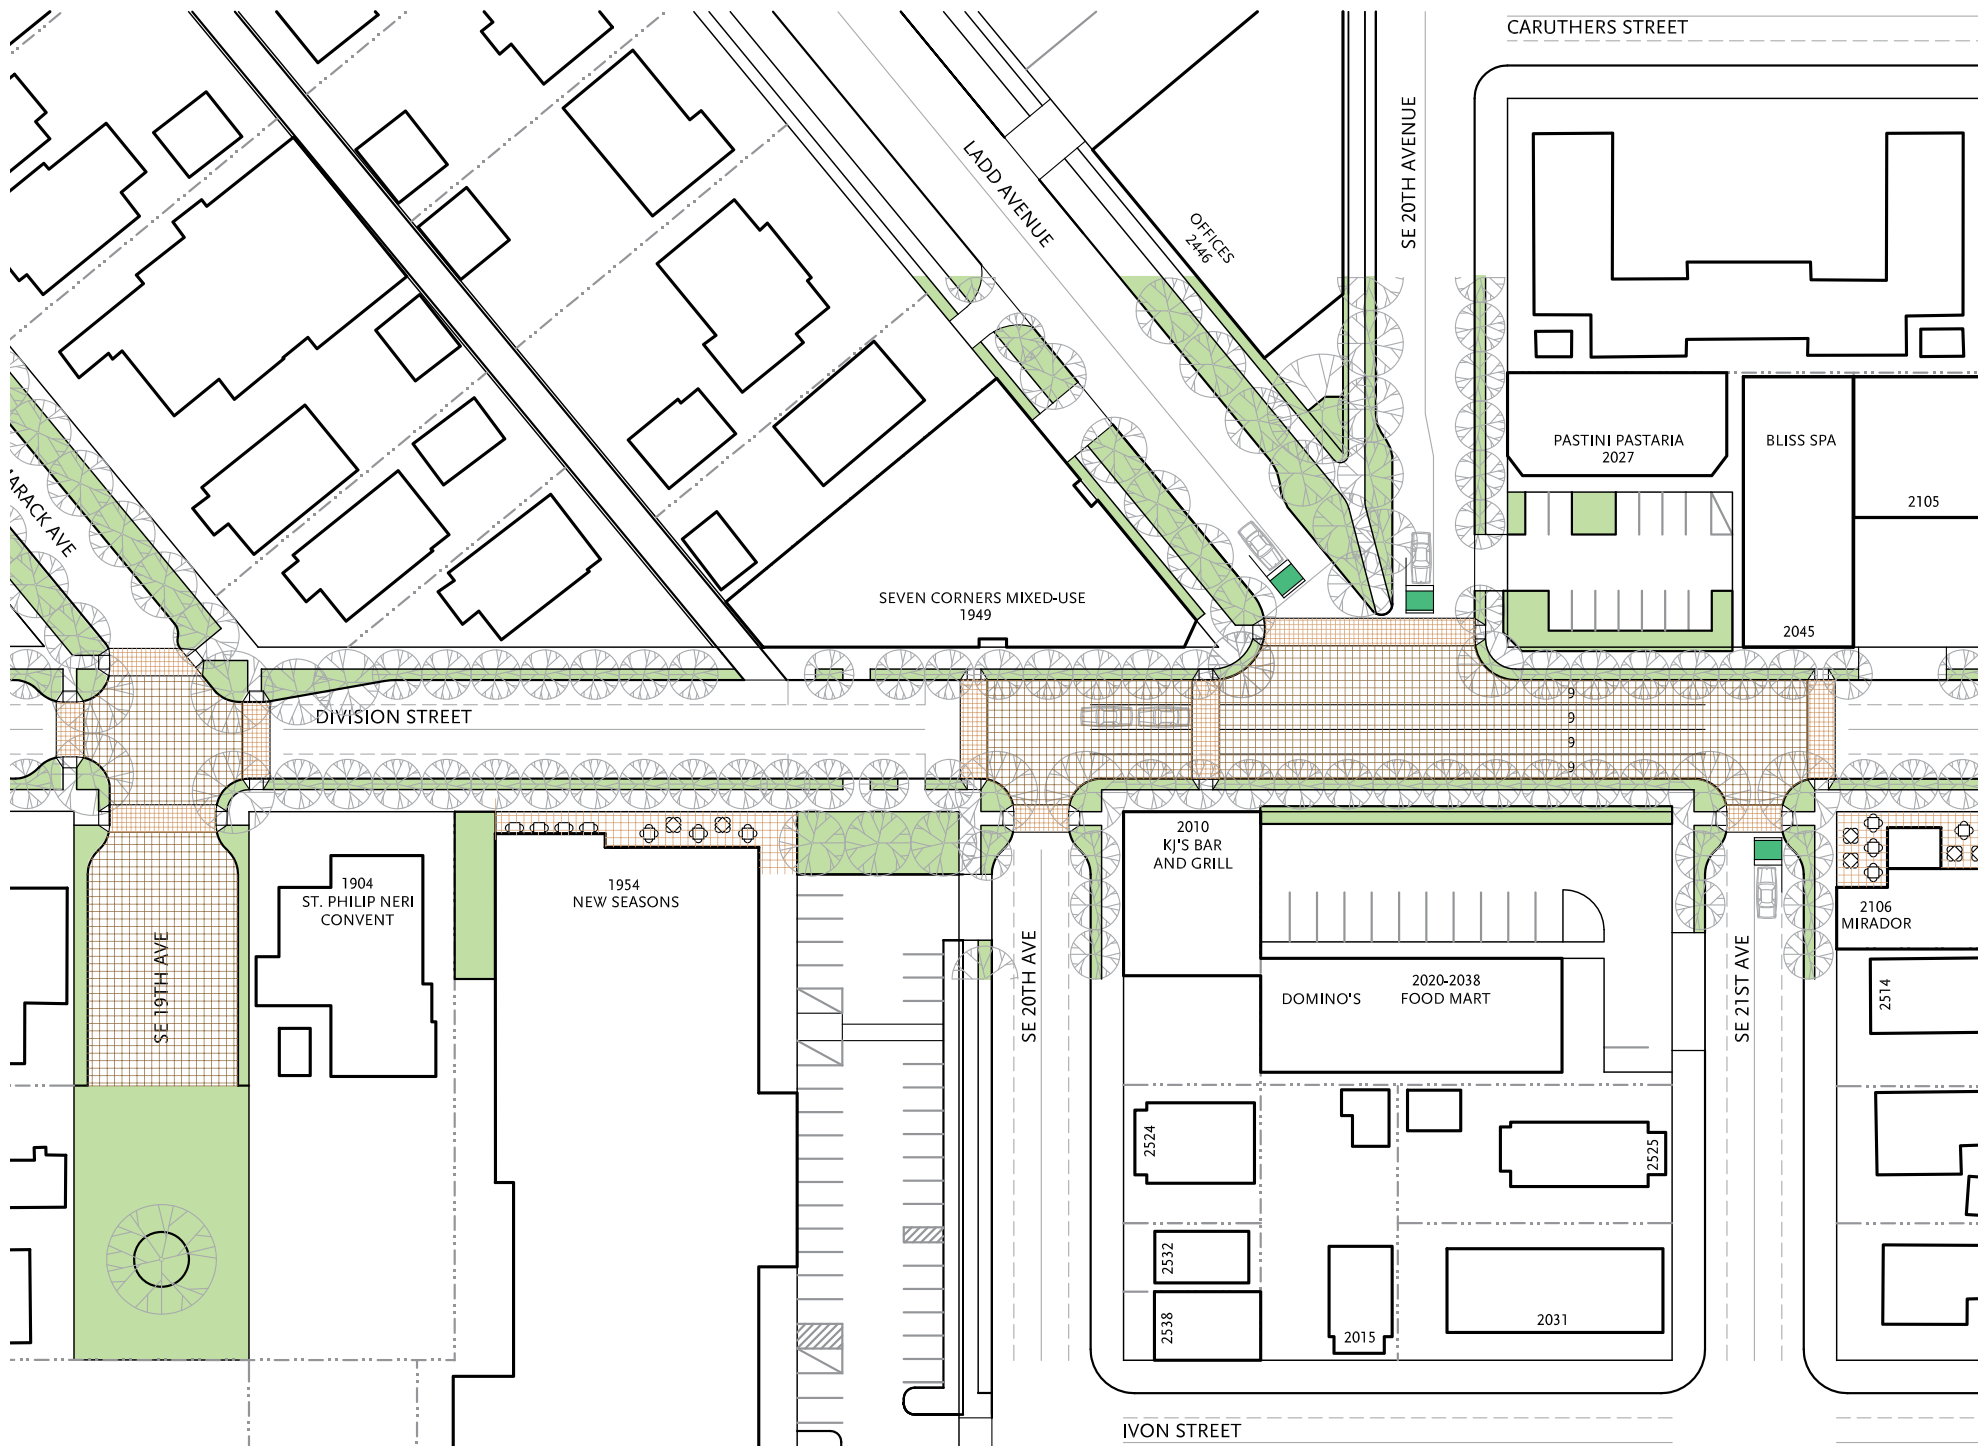 CARUTHERS STREET
SE 20TH AVENUE
LADD AVENUE
OFFICES
2446
PASTINI PASTARIA
2027
BLISS SPA
2105
2045
ARACK AVE
SEVEN CORNERS MIXED-USE
1949
DIVISION STREET
9
9
9
9
1904
ST. PHILIP NERI
CONVENT
1954
NEW SEASONS
2010
KJ'S BAR
AND GRILL
2106
MIRADOR
SE 19TH AVE
SE 20TH AVE
DOMINO'S
2020-2038
FOOD MART
SE 21ST AVE
2514
2524
2525
2532
2538
2015
2031
IVON STREET